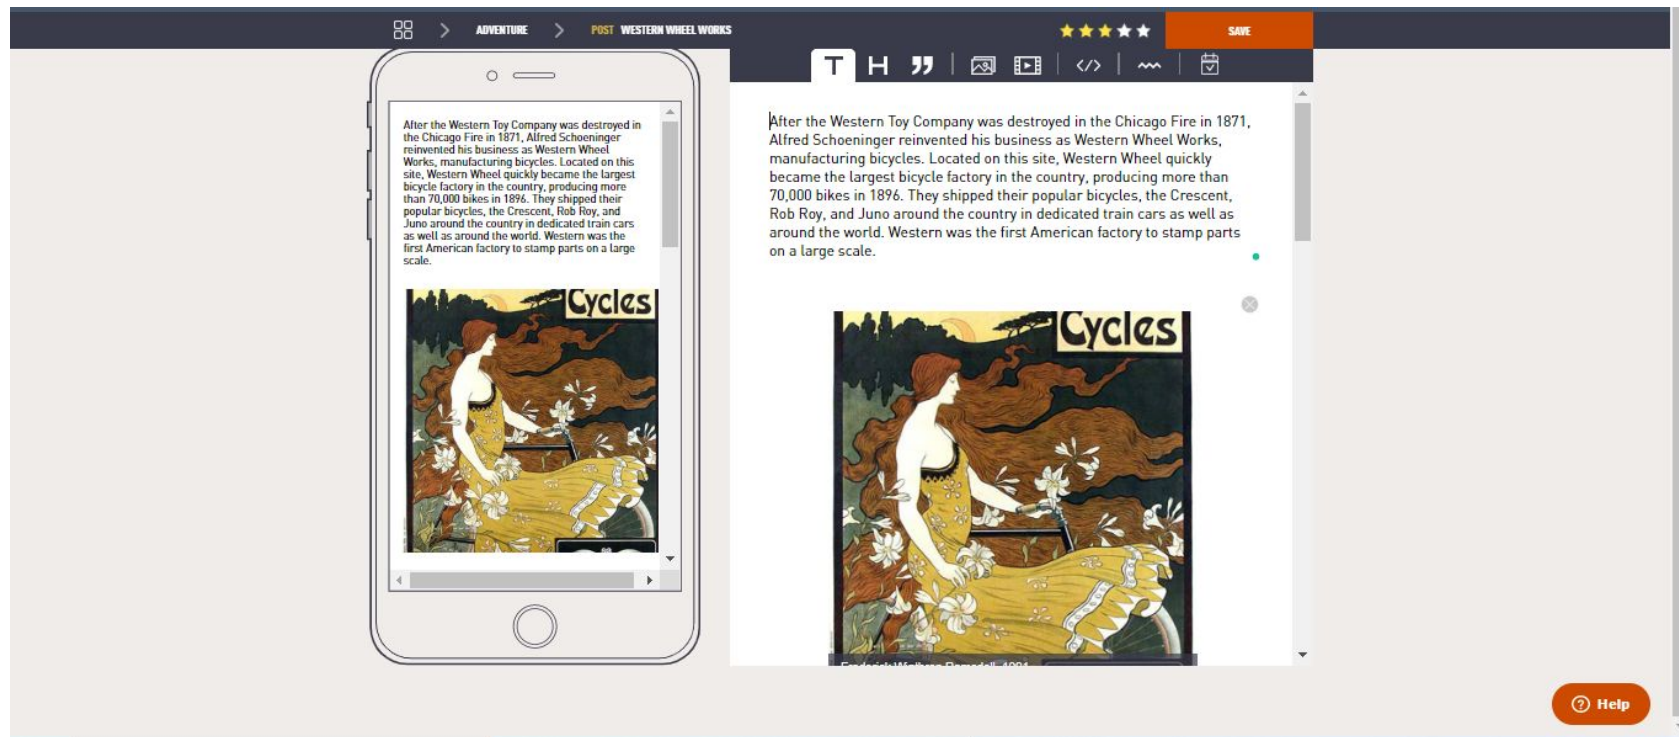 ADVENTURE
POST WESTERN WHEEL WORKS
SAVE
After the Western Toy Company was destroyed in
the Chicago Fire in 1871, Alfred Schoeninger
reinvented his business as Western Wheel
Works, manufacturing bicycles. Located on this
site, Western Wheel quickly became the largest
bicycle factory in the country, producing more
than 70,000 bikes in 1896. They shipped their
popular bicycles, the Crescent, Rob Roy, and
Juno around the country in dedicated train cars
as well as around the world. Western was the
first American factory to stamp parts on a large
scale.
Cycles
T H
After the Western Toy Company was destroyed in the Chicago Fire in 1871,
Alfred Schoeninger reinvented his business as Western Wheel Works,
manufacturing bicycles. Located on this site, Western Wheel quickly
became the largest bicycle factory in the country, producing more than
70,000 bikes in 1896. They shipped their popular bicycles, the Crescent,
Rob Roy, and Juno around the country in dedicated train cars as well as
around the world. Western was the first American factory to stamp parts
on a large scale.
Cycles
Help